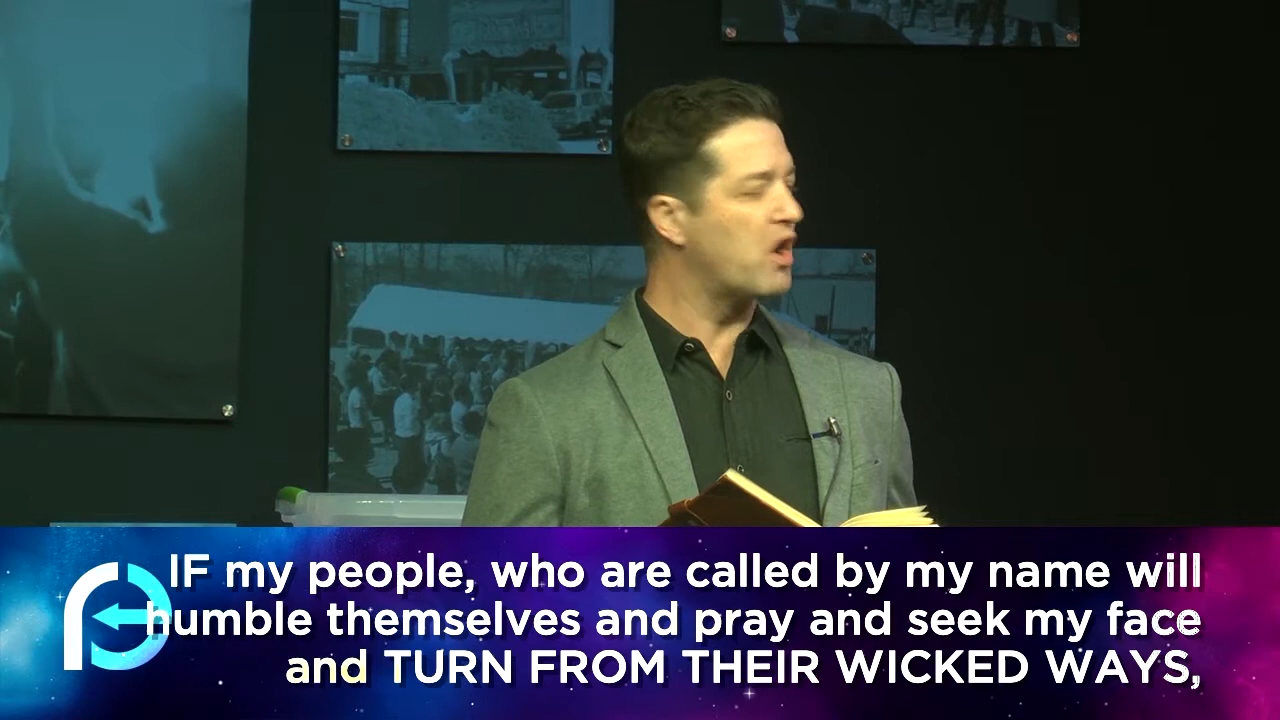 IF my people, who are called by my name will
humble themselves and pray and seek my face
and TURN FROM THEIR WICKED WAYS,